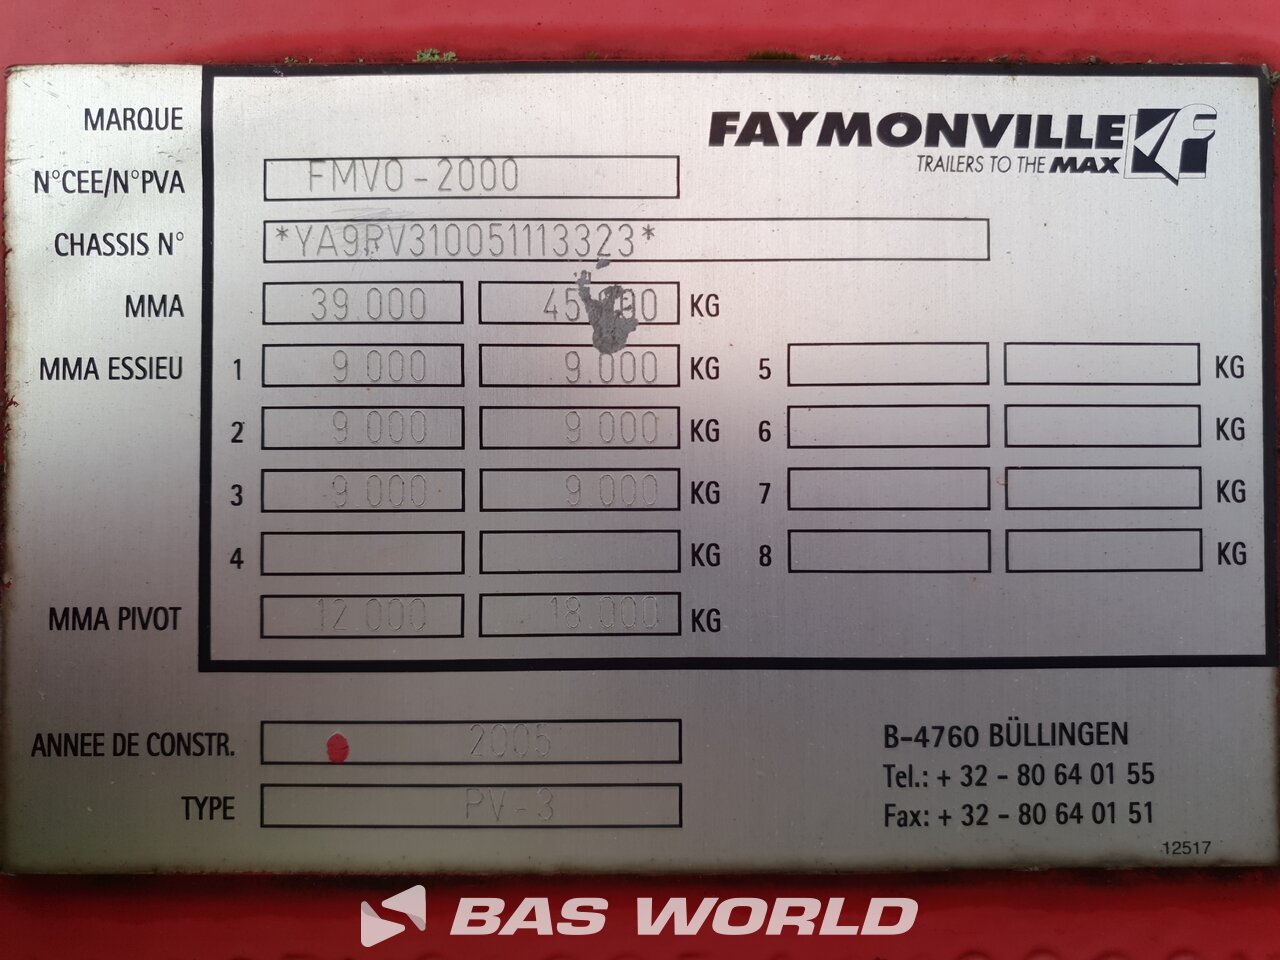 MARQUE
FAYMONVILLE
TRAILERS TO THE MAX
N°CEE/N°PVA FMVO-2000
CHASSIS N° *YA9RV310051113323*
MMA 39.000 KG
MMA ESSIEU 1 9 000 9.000 KG 5 KG
2 9 000 9 000 KG 6 KG
3 9.000 9 000 KG 7 KG
4 KG 8 KG
MMA PIVOT 12.000 18.000 KG
ANNEE DE CONSTR. 2005
TYPE PV-3
B-4760 BÜLLINGEN
Tel.: + 32 - 80 64 01 55
Fax: + 32 - 80 64 01 51
12517
BAS WORLD